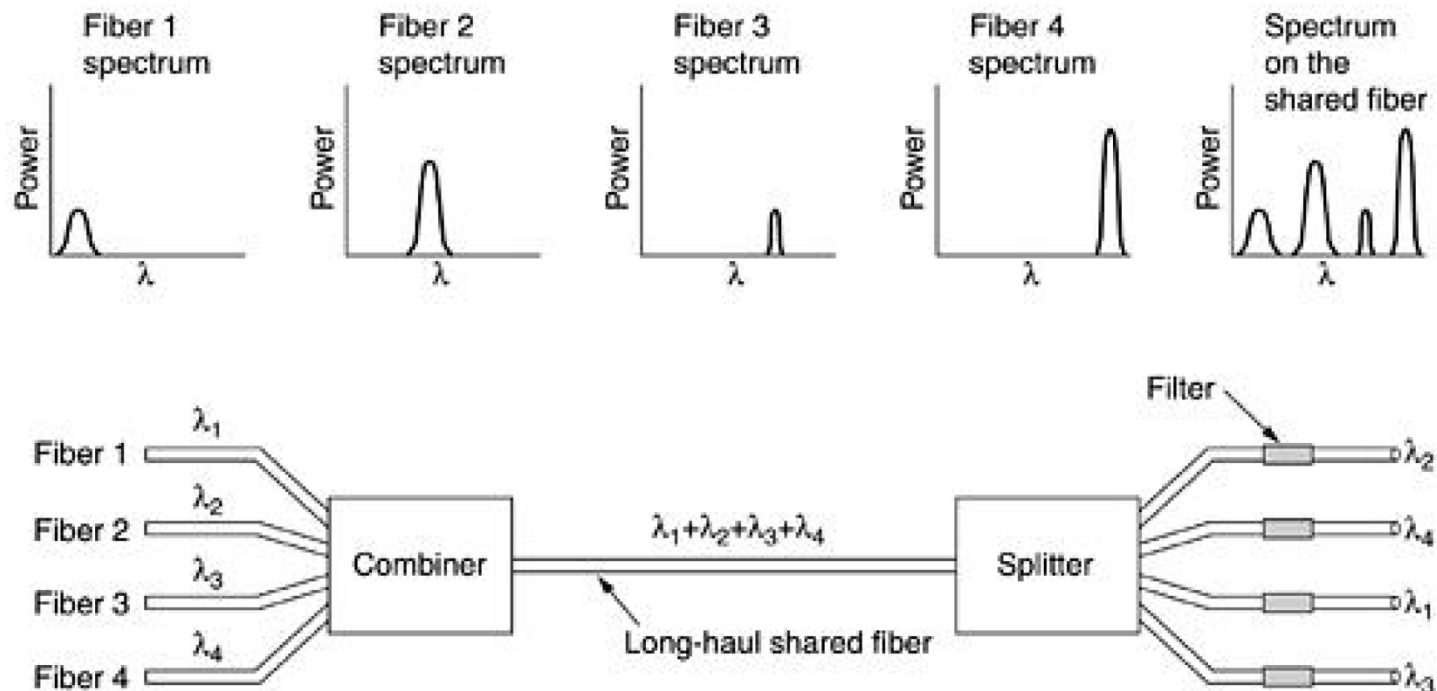 Fiber 1
spectrum
Fiber 2
spectrum
Fiber 3
spectrum
Fiber 4
spectrum
Spectrum
on the
shared fiber
Power
λ
Power
λ
Power
λ
Power
λ
Power
λ
Filter
Fiber 1
λ1
λ2
Fiber 2
λ2
λ4
Combiner
λ1+λ2+λ3+λ4
Splitter
Fiber 3
λ3
λ1
Long-haul shared fiber
Fiber 4
λ4
λ3